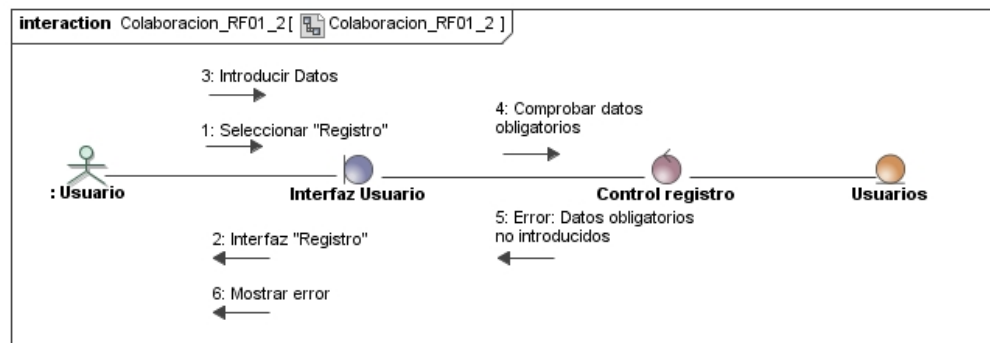 interaction Colaboracion_RF01_2 [ Colaboracion_RF01_2 ]
3: Introducir Datos
1: Seleccionar "Registro"
4: Comprobar datos
obligatorios
: Usuario
Interfaz Usuario
Control registro
Usuarios
2: Interfaz "Registro"
5: Error: Datos obligatorios
no introducidos
6: Mostrar error